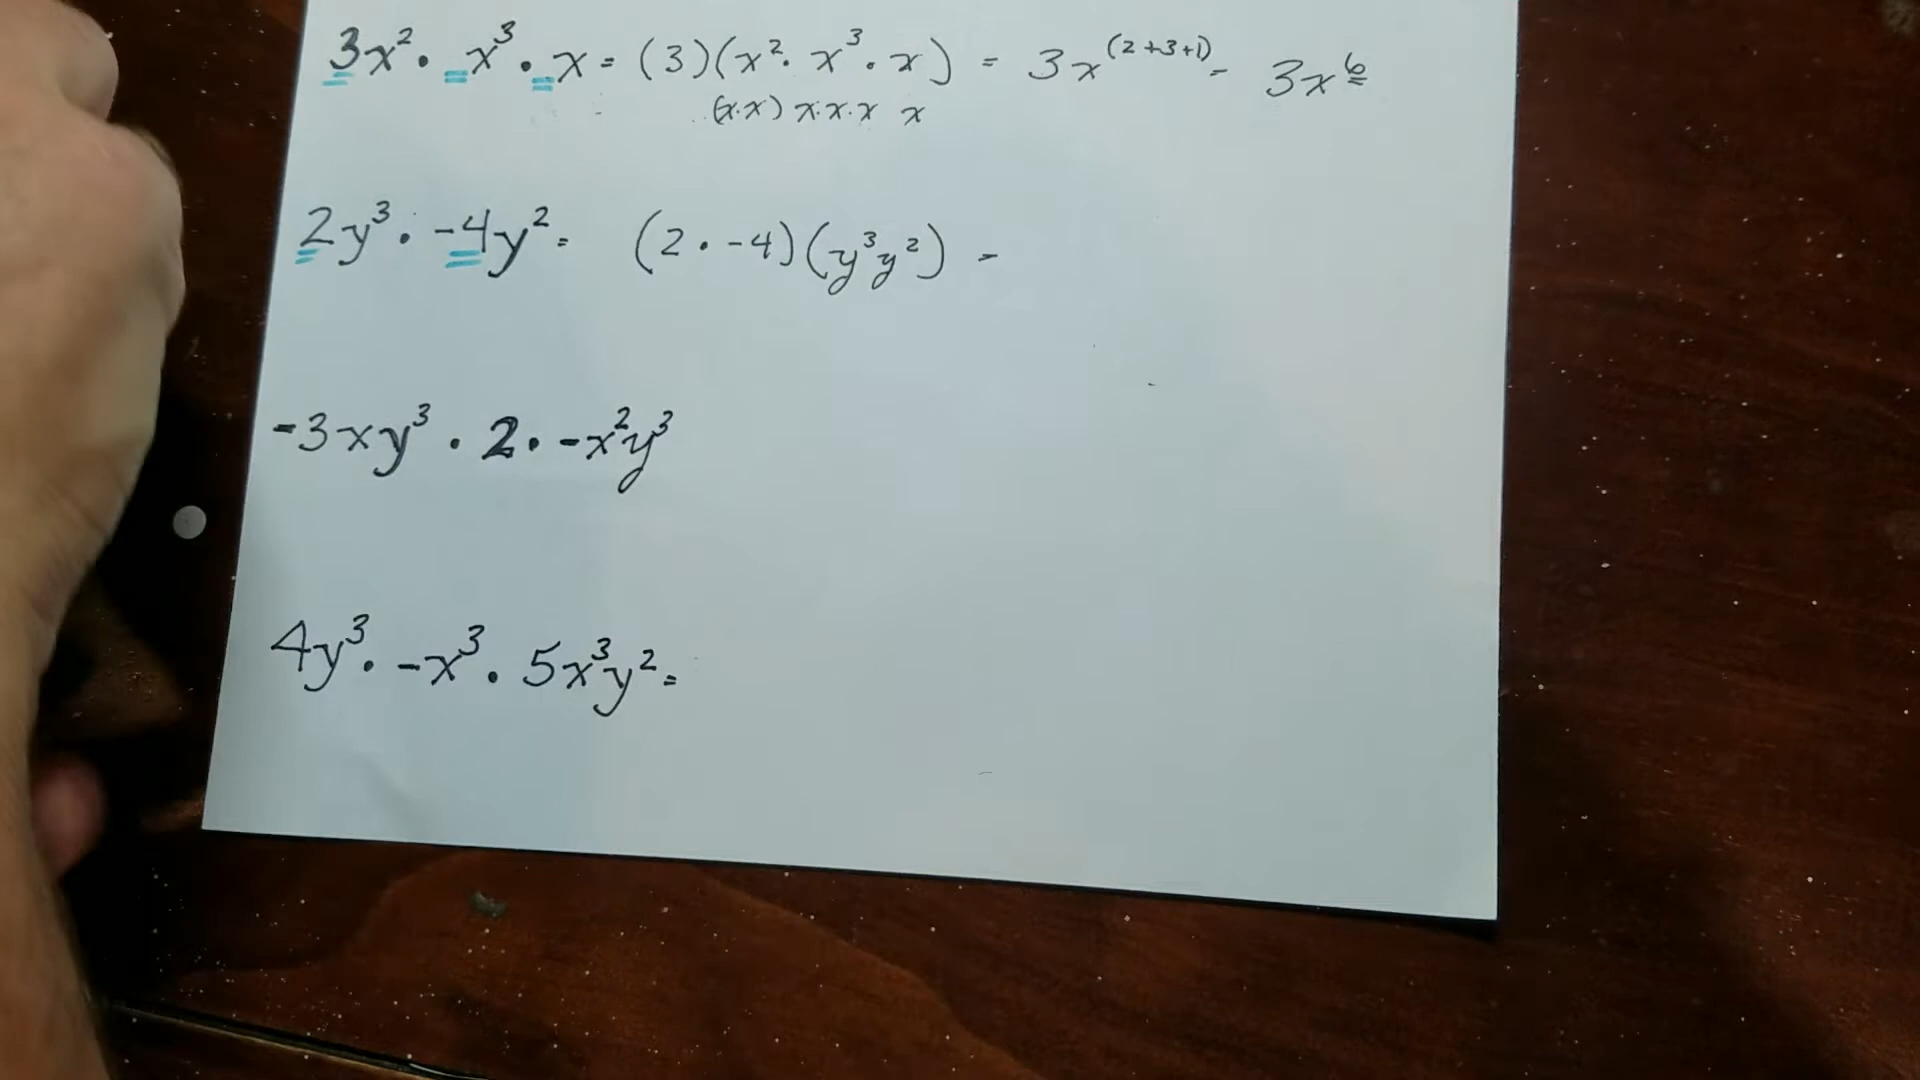 3x² · x³ · x = (3)(x² · x³ · x) = 3x⁽²⁺³⁺¹⁾ = 3x⁶
(x·x) x·x·x x
2y³ · -4y² = (2 · -4)(y³y²) =
-3xy³ · 2 · -x²y³
4y³ · -x³ · 5x³y² =